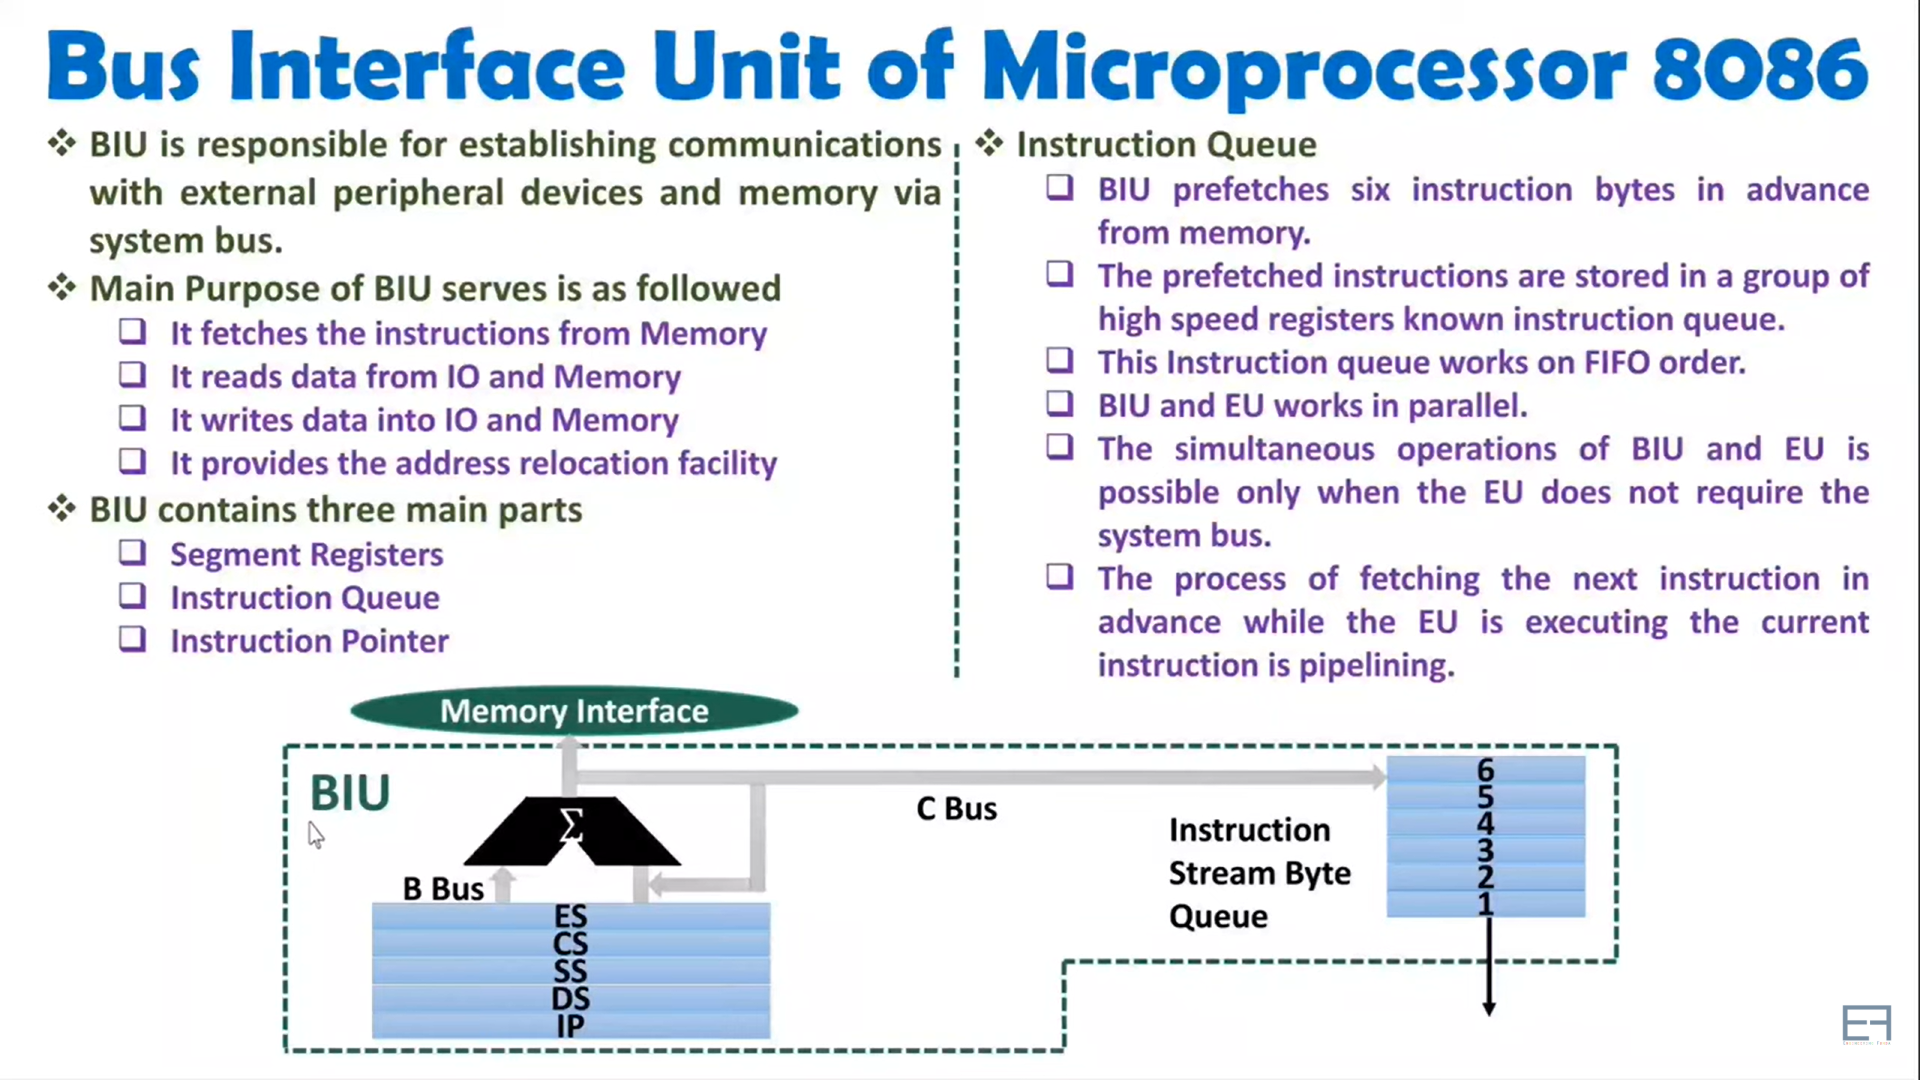 Bus Interface Unit of Microprocessor 8086
BIU is responsible for establishing communications
with external peripheral devices and memory via
system bus.
Main Purpose of BIU serves is as followed
It fetches the instructions from Memory
It reads data from IO and Memory
It writes data into IO and Memory
It provides the address relocation facility
BIU contains three main parts
Segment Registers
Instruction Queue
Instruction Pointer
Instruction Queue
BIU prefetches six instruction bytes in advance
from memory.
The prefetched instructions are stored in a group of
high speed registers known instruction queue.
This Instruction queue works on FIFO order.
BIU and EU works in parallel.
The simultaneous operations of BIU and EU is
possible only when the EU does not require the
system bus.
The process of fetching the next instruction in
advance while the EU is executing the current
instruction is pipelining.
Memory Interface
BIU
Σ
B Bus
ES
CS
SS
DS
IP
C Bus
Instruction
Stream Byte
Queue
6
5
4
3
2
1